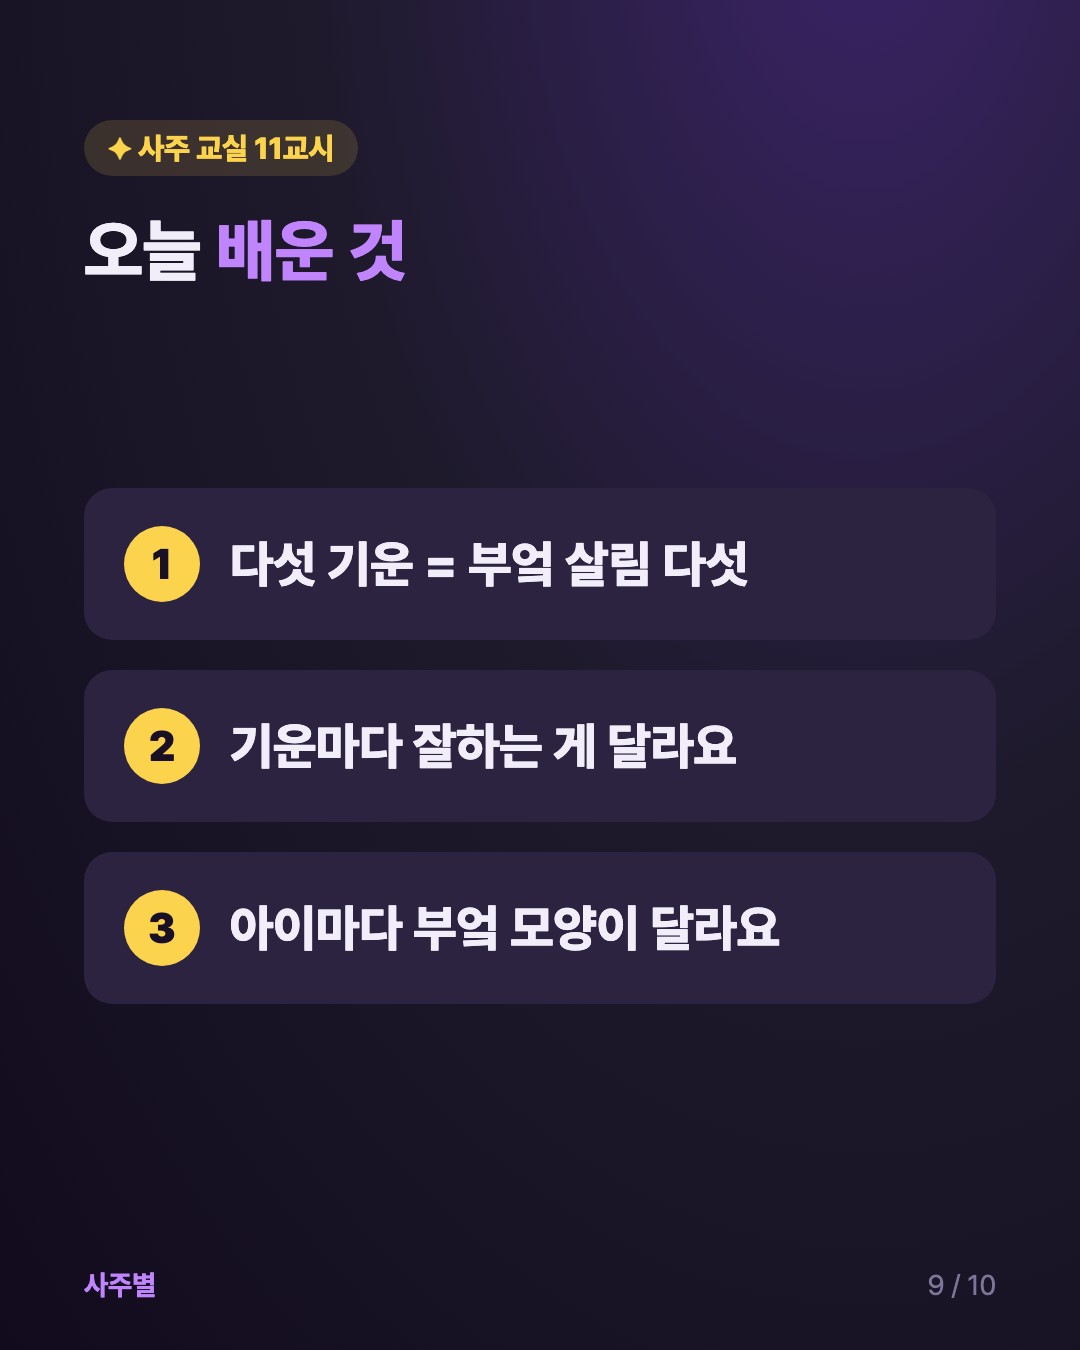 ✦ 사주 교실 11교시
오늘 배운 것
1 다섯 기운 = 부엌 살림 다섯
2 기운마다 잘하는 게 달라요
3 아이마다 부엌 모양이 달라요
사주별
9 / 10